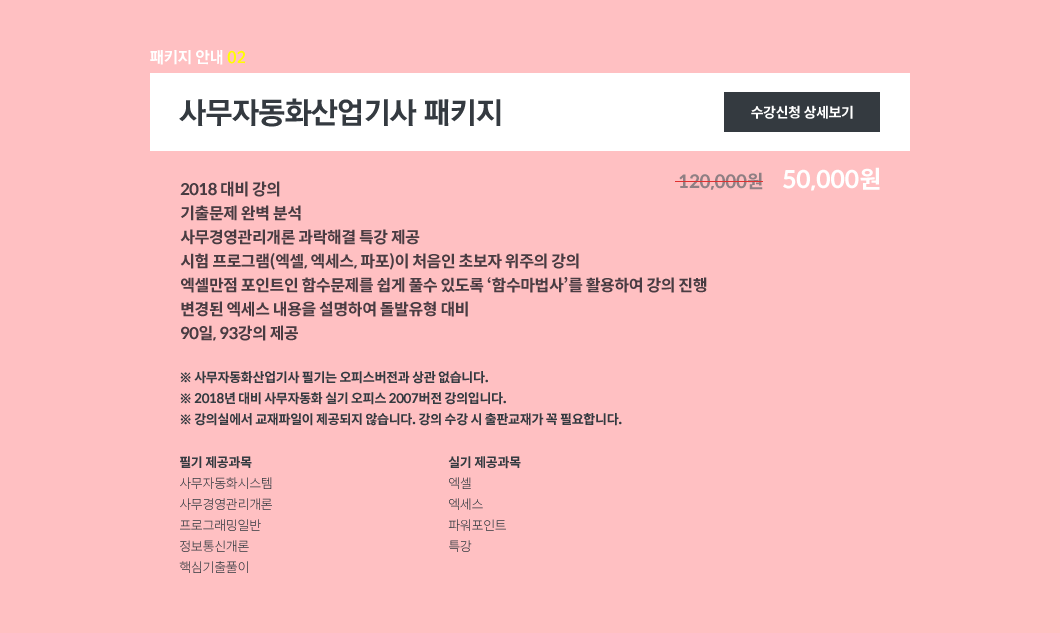 패키지 안내 02
사무자동화산업기사 패키지
수강신청 상세보기
120,000원 50,000원
2018 대비 강의
기출문제 완벽 분석
사무경영관리개론 과락해결 특강 제공
시험 프로그램(엑셀, 엑세스, 파포)이 처음인 초보자 위주의 강의
엑셀만점 포인트인 함수문제를 쉽게 풀수 있도록 ‘함수마법사’를 활용하여 강의 진행
변경된 엑세스 내용을 설명하여 돌발유형 대비
90일, 93강의 제공
※ 사무자동화산업기사 필기는 오피스버전과 상관 없습니다.
※ 2018년 대비 사무자동화 실기 오피스 2007버전 강의입니다.
※ 강의실에서 교재파일이 제공되지 않습니다. 강의 수강 시 출판교재가 꼭 필요합니다.
필기 제공과목
사무자동화시스템
사무경영관리개론
프로그래밍일반
정보통신개론
핵심기출풀이
실기 제공과목
엑셀
엑세스
파워포인트
특강